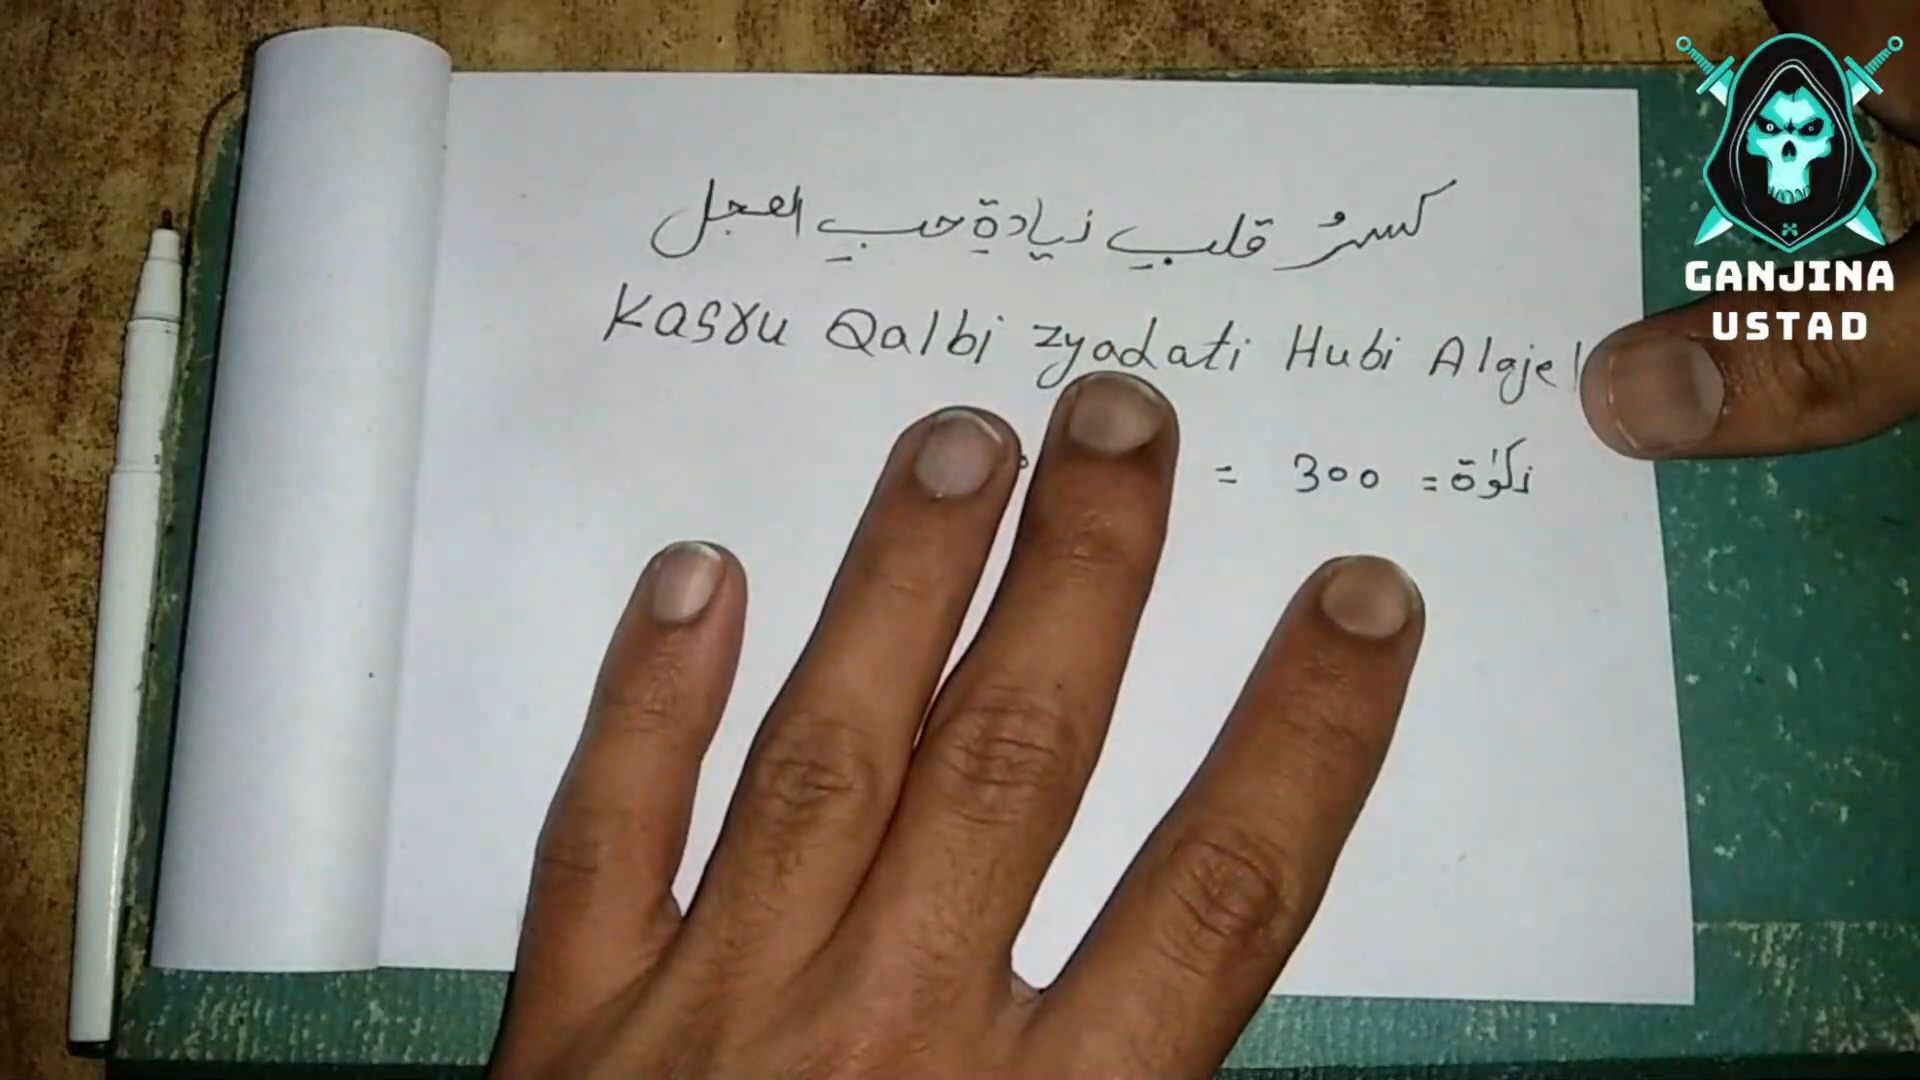 كسرُ قلبِ زيادةِ حبِ العجل
Kasru Qalbi Zyadati Hubi Alajel
زكوٰة = 300 =
GANJINA
USTAD